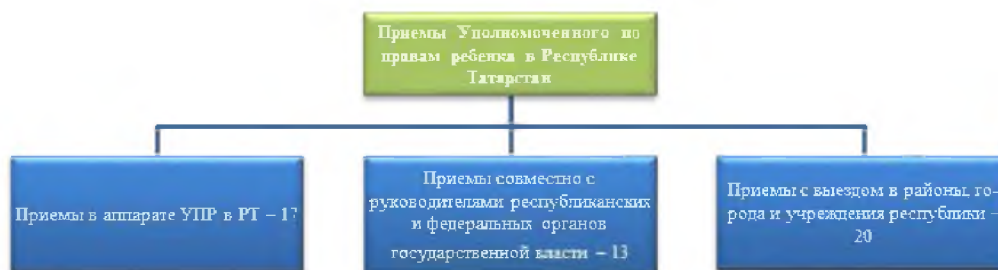 Приемы Уполномоченного по
правам ребенка в Республике
Татарстан
Приемы в аппарате УПР в РТ – 17
Приемы совместно с
руководителями республиканских
и федеральных органов
государственной власти – 13
Приемы с выездом в районы, го-
рода и учреждения республики –
20